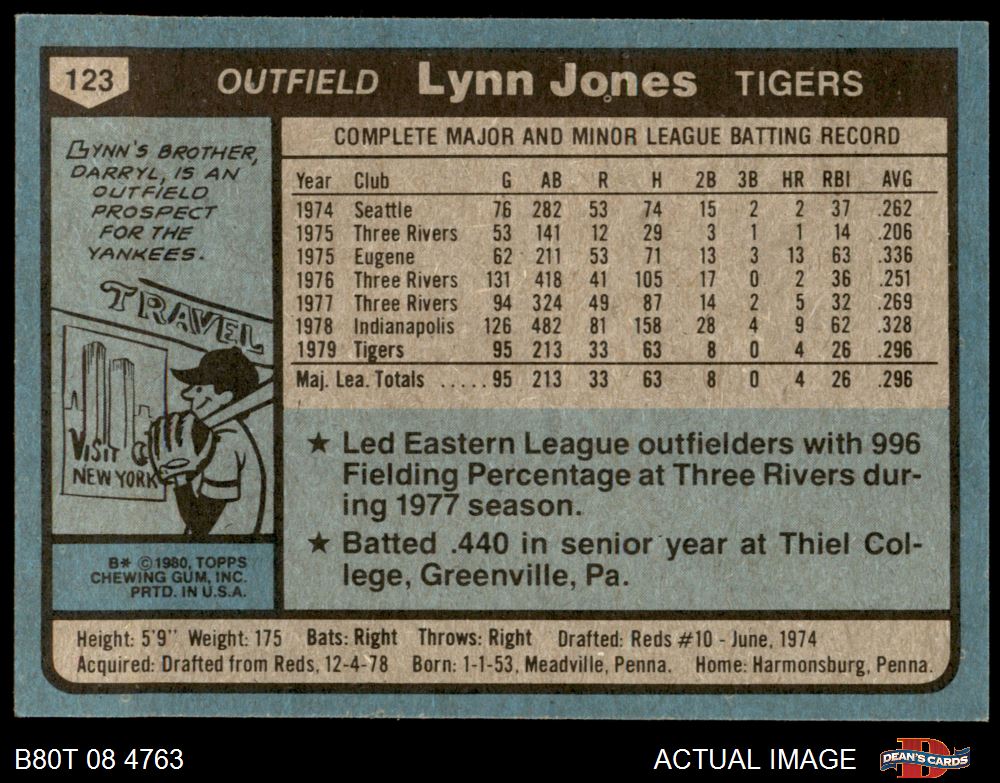 123 OUTFIELD Lynn Jones TIGERS
LYNN'S BROTHER,
DARRYL, IS AN
OUTFIELD
PROSPECT
FOR THE
YANKEES.
TRAVEL
VISIT
NEW YORK
B* ©1980, TOPPS
CHEWING GUM, INC.
PRTD. IN U.S.A.
COMPLETE MAJOR AND MINOR LEAGUE BATTING RECORD
Year Club G AB R H 2B 3B HR RBI AVG
1974 Seattle 76 282 53 74 15 2 2 37 .262
1975 Three Rivers 53 141 12 29 3 1 1 14 .206
1975 Eugene 62 211 53 71 13 3 13 63 .336
1976 Three Rivers 131 418 41 105 17 0 2 36 .251
1977 Three Rivers 94 324 49 87 14 2 5 32 .269
1978 Indianapolis 126 482 81 158 28 4 9 62 .328
1979 Tigers 95 213 33 63 8 0 4 26 .296
Maj. Lea. Totals ..... 95 213 33 63 8 0 4 26 .296
★ Led Eastern League outfielders with 996
Fielding Percentage at Three Rivers dur-
ing 1977 season.
★ Batted .440 in senior year at Thiel Col-
lege, Greenville, Pa.
Height: 5'9" Weight: 175 Bats: Right Throws: Right Drafted: Reds #10 - June, 1974
Acquired: Drafted from Reds, 12-4-78 Born: 1-1-53, Meadville, Penna. Home: Harmonsburg, Penna.
B80T 08 4763 ACTUAL IMAGE D DEAN'S CARDS